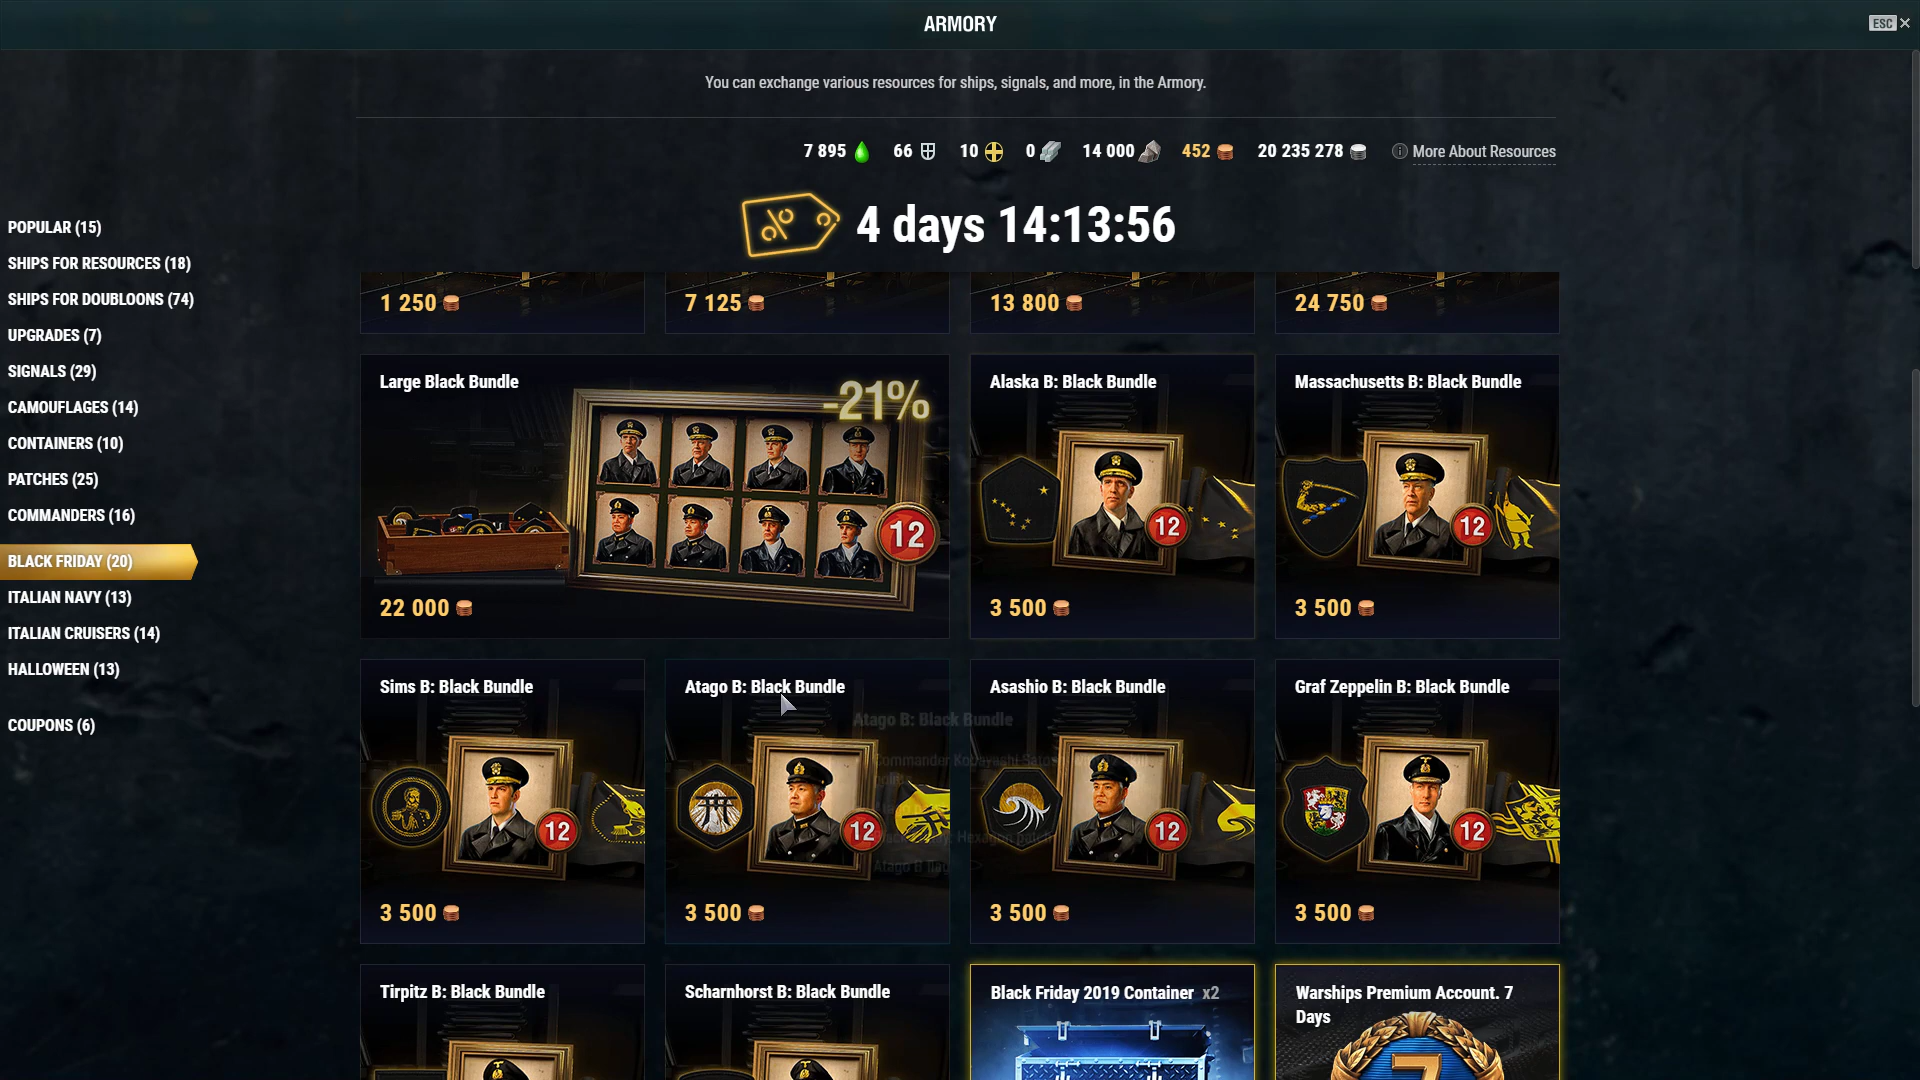 ARMORY
ESC
You can exchange various resources for ships, signals, and more, in the Armory.
7 895 66 10 0 14 000 452 20 235 278 More About Resources
% 4 days 14:13:56
POPULAR (15)
SHIPS FOR RESOURCES (18)
SHIPS FOR DOUBLOONS (74)
UPGRADES (7)
SIGNALS (29)
CAMOUFLAGES (14)
CONTAINERS (10)
PATCHES (25)
COMMANDERS (16)
BLACK FRIDAY (20)
ITALIAN NAVY (13)
ITALIAN CRUISERS (14)
HALLOWEEN (13)
COUPONS (6)
1 250 7 125 13 800 24 750
Large Black Bundle
-21%
12
22 000
Alaska B: Black Bundle
12
3 500
Massachusetts B: Black Bundle
12
3 500
Sims B: Black Bundle
12
3 500
Atago B: Black Bundle
12
3 500
Atago B: Black Bundle
Commander
Hexagon patch
Atago B flag
Asashio B: Black Bundle
12
3 500
Graf Zeppelin B: Black Bundle
12
3 500
Tirpitz B: Black Bundle
Scharnhorst B: Black Bundle
Black Friday 2019 Container x2
Warships Premium Account. 7
Days
7